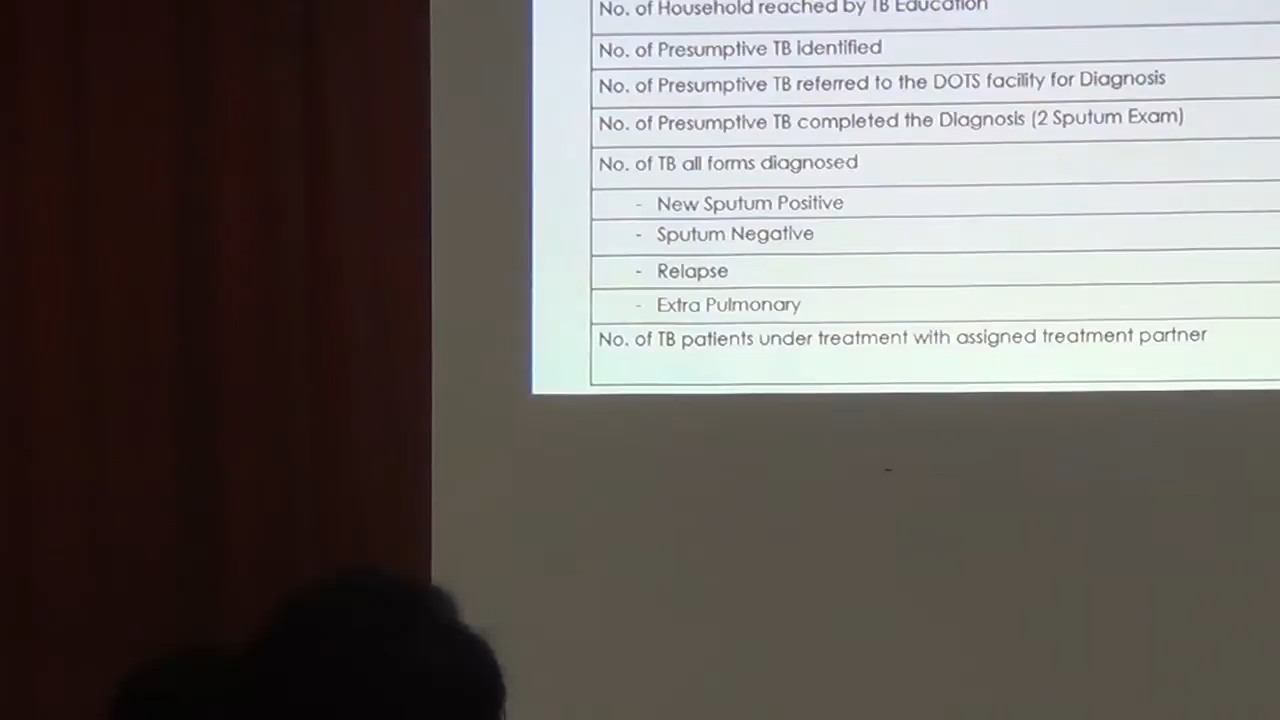 No. of Household reached by TB Education
No. of Presumptive TB identified
No. of Presumptive TB referred to the DOTS facility for Diagnosis
No. of Presumptive TB completed the Diagnosis (2 Sputum Exam)
No. of TB all forms diagnosed
- New Sputum Positive
- Sputum Negative
- Relapse
- Extra Pulmonary
No. of TB patients under treatment with assigned treatment partner